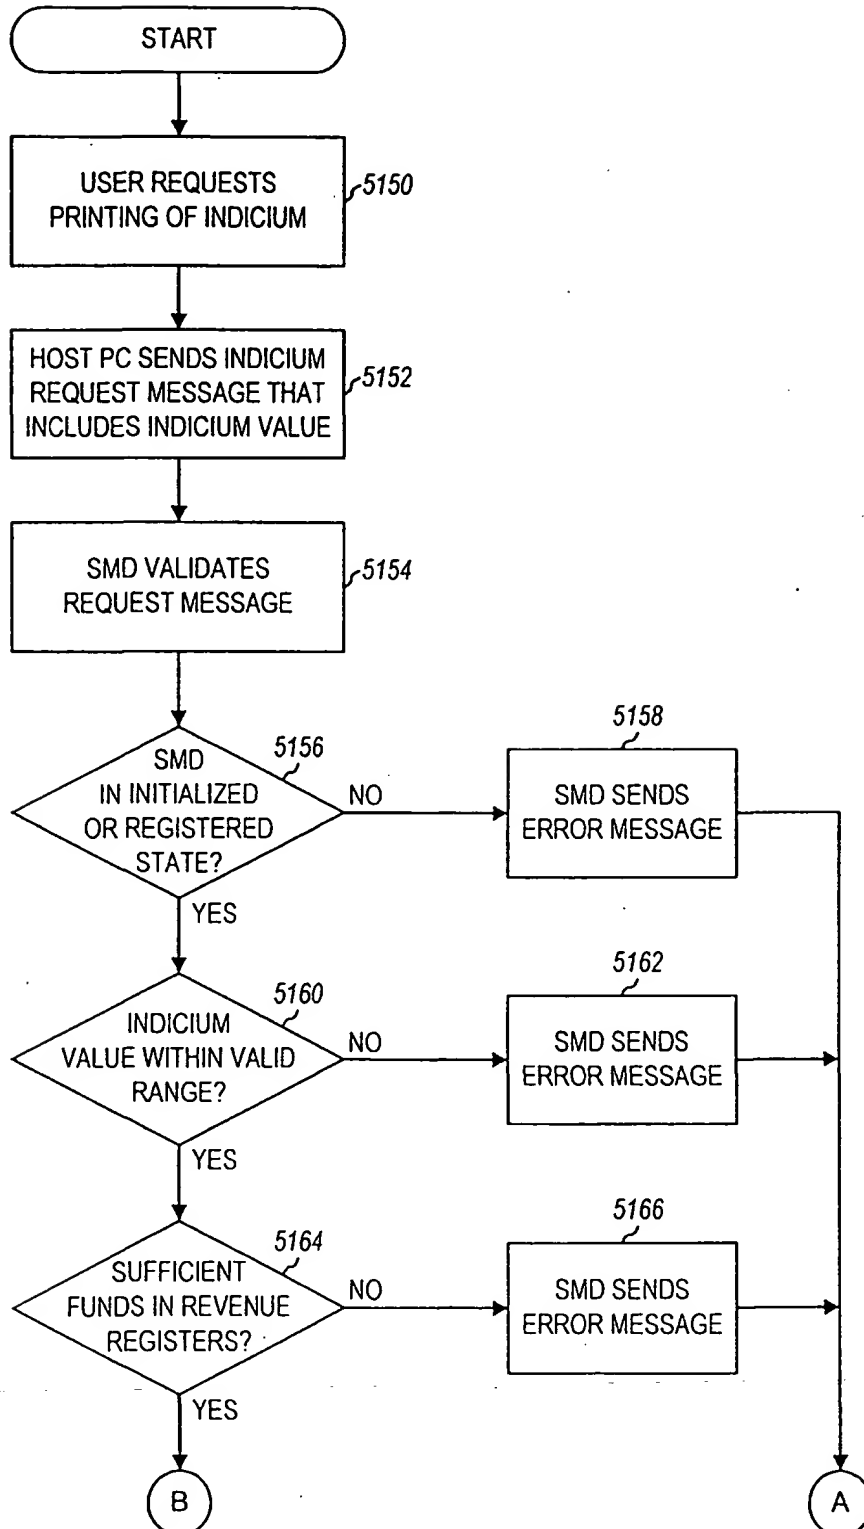 START
USER REQUESTS
PRINTING OF INDICIUM
5150
HOST PC SENDS INDICIUM
REQUEST MESSAGE THAT
INCLUDES INDICIUM VALUE
5152
SMD VALIDATES
REQUEST MESSAGE
5154
SMD
IN INITIALIZED
OR REGISTERED
STATE?
5156
NO
5158
SMD SENDS
ERROR MESSAGE
YES
INDICIUM
VALUE WITHIN VALID
RANGE?
5160
NO
5162
SMD SENDS
ERROR MESSAGE
YES
SUFFICIENT
FUNDS IN REVENUE
REGISTERS?
5164
NO
5166
SMD SENDS
ERROR MESSAGE
YES
B
A